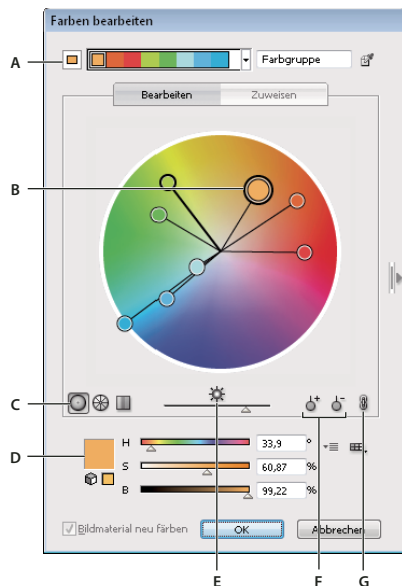 Farben bearbeiten
A
Farbgruppe
Bearbeiten Zuweisen
B
C
D
H 33,9 °
S 60,87 %
B 99,22 %
Bildmaterial neu färben OK Abbrechen
E F G